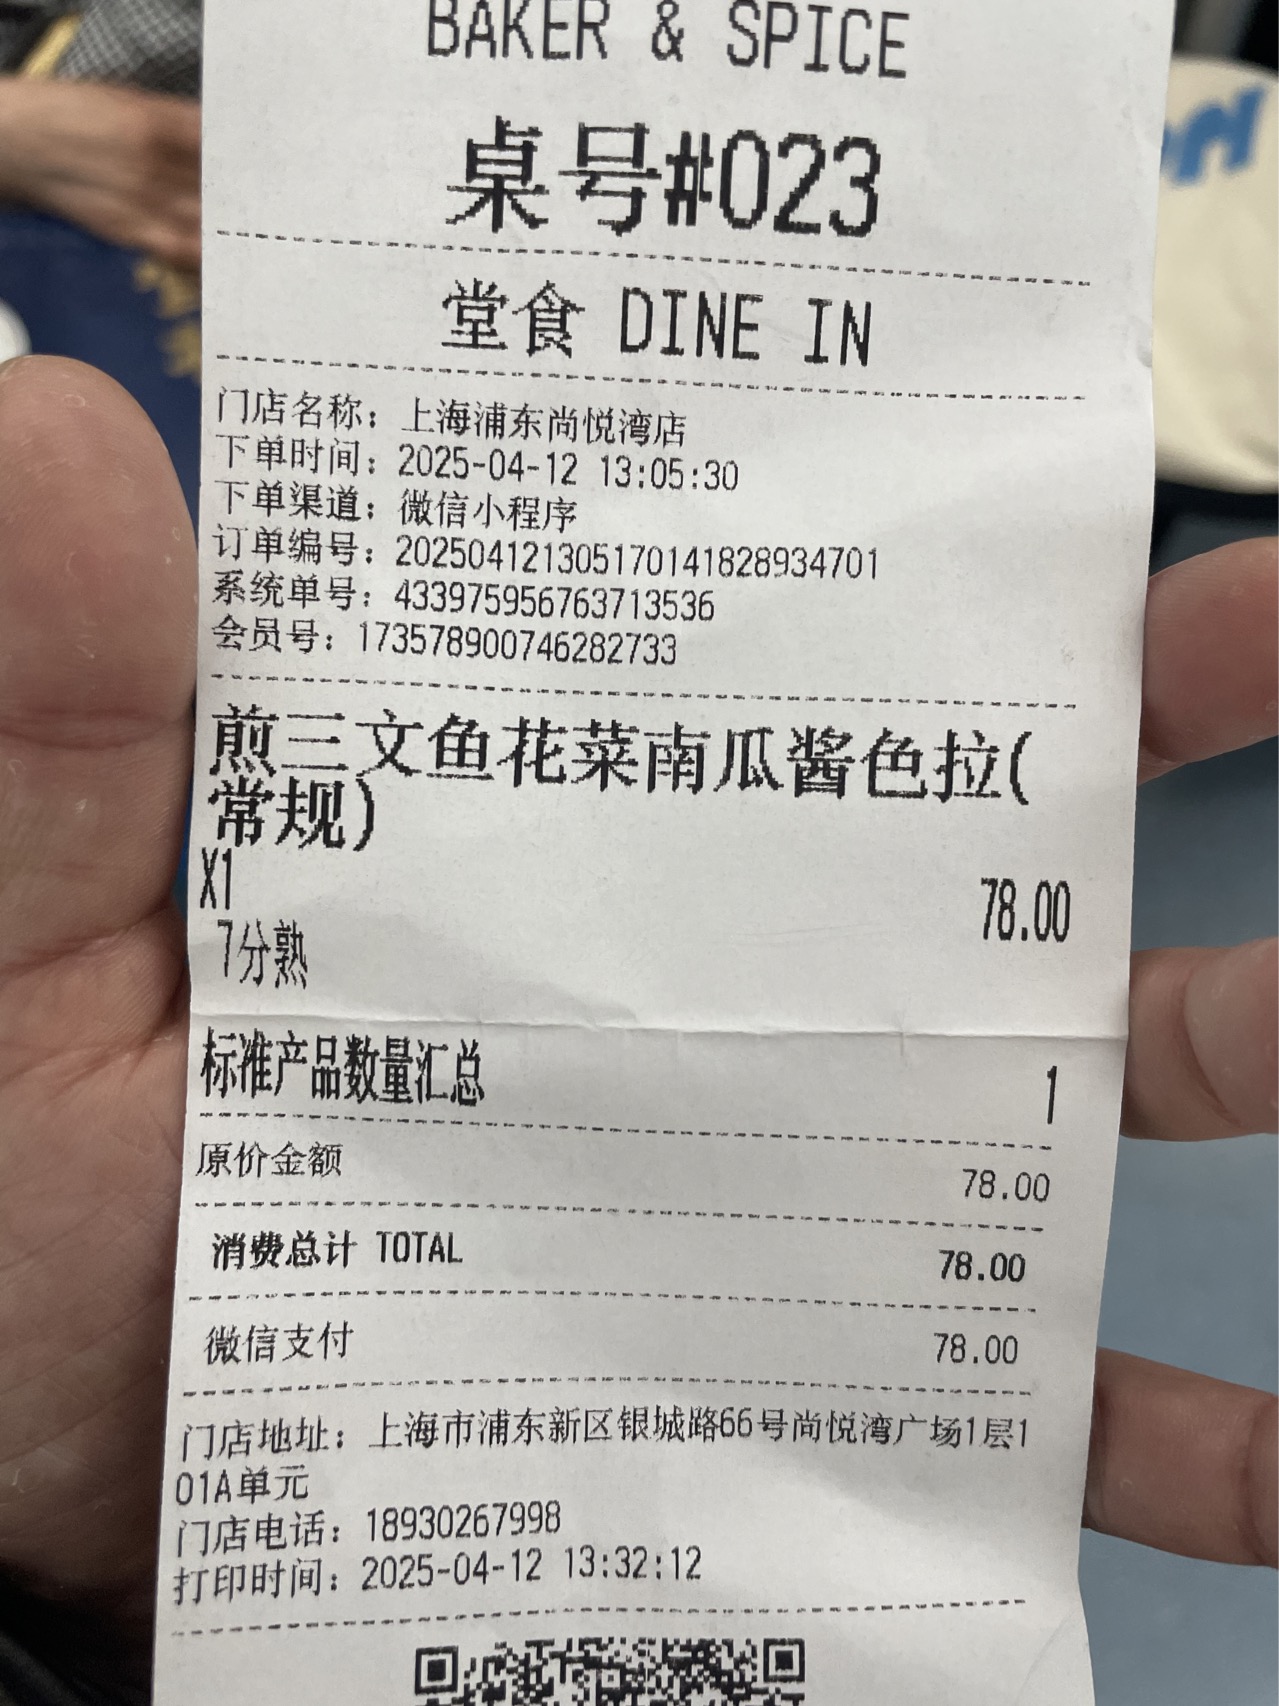 BAKER & SPICE
桌号#023
堂食 DINE IN
门店名称：上海浦东尚悦湾店
下单时间：2025-04-12 13:05:30
下单渠道：微信小程序
订单编号：20250412130517014182893​4701
系统单号：433975956763713536
会员号：173578900746282733
煎三文鱼花菜南瓜酱色拉(
常规)
X1 78.00
7分熟
标准产品数量汇总 1
原价金额 78.00
消费总计 TOTAL 78.00
微信支付 78.00
门店地址：上海市浦东新区银城路66号尚悦湾广场1层1
01A单元
门店电话：18930267998
打印时间：2025-04-12 13:32:12